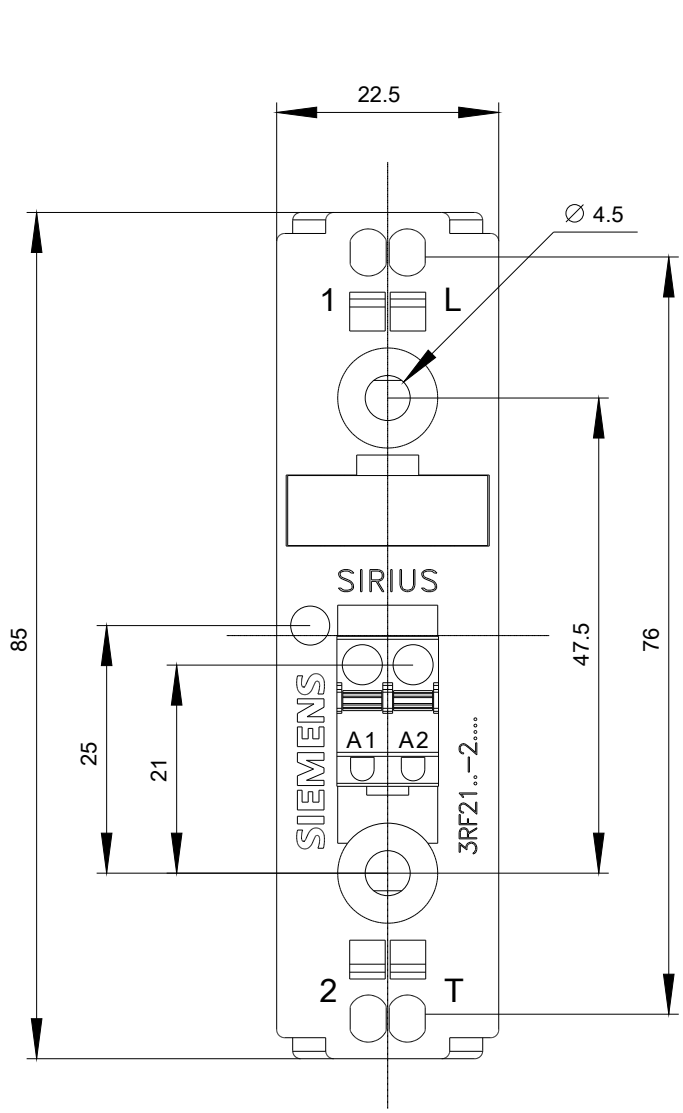 22.5
Ø 4.5
1 L
SIRIUS
85
25
21
47.5
76
SIEMENS
A1 A2
3RF21..-2....
2 T